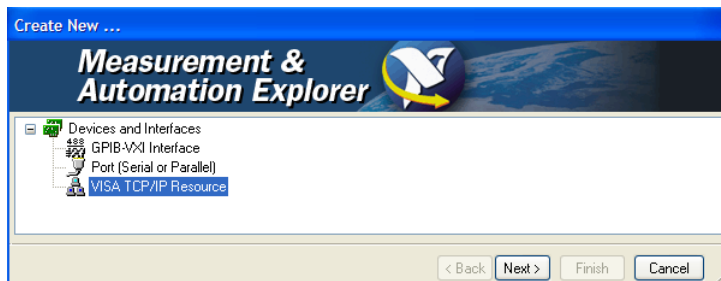 Create New ...
Measurement &
Automation Explorer
Devices and Interfaces
GPIB-VXI Interface
Port (Serial or Parallel)
VISA TCP/IP Resource
< Back Next > Finish Cancel